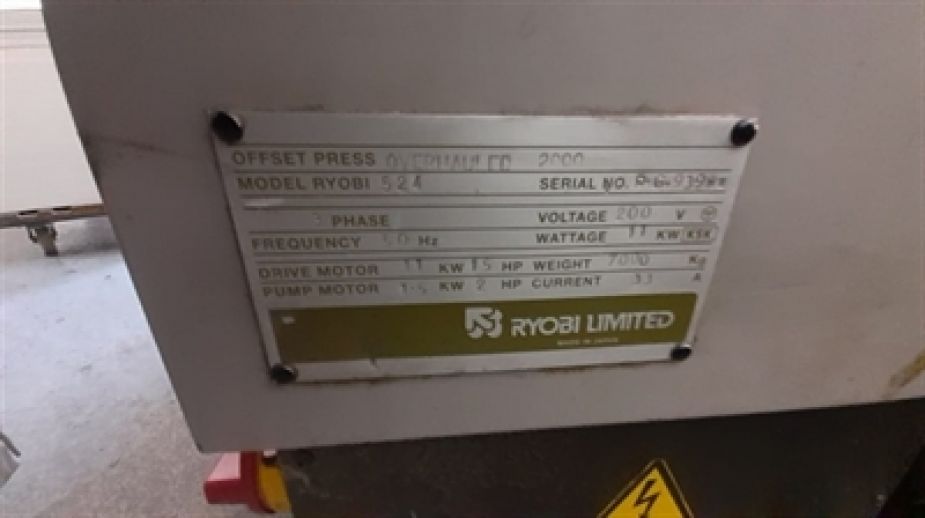 OFFSET PRESS OVERHAULED 2000
MODEL RYOBI 524 SERIAL NO.
3 PHASE VOLTAGE 200 V
FREQUENCY 50 Hz WATTAGE 11 KW KSK
DRIVE MOTOR 11 KW 15 HP WEIGHT 7000 Kg
PUMP MOTOR 1.5 KW 2 HP CURRENT 33 A
RYOBI LIMITED
MADE IN JAPAN